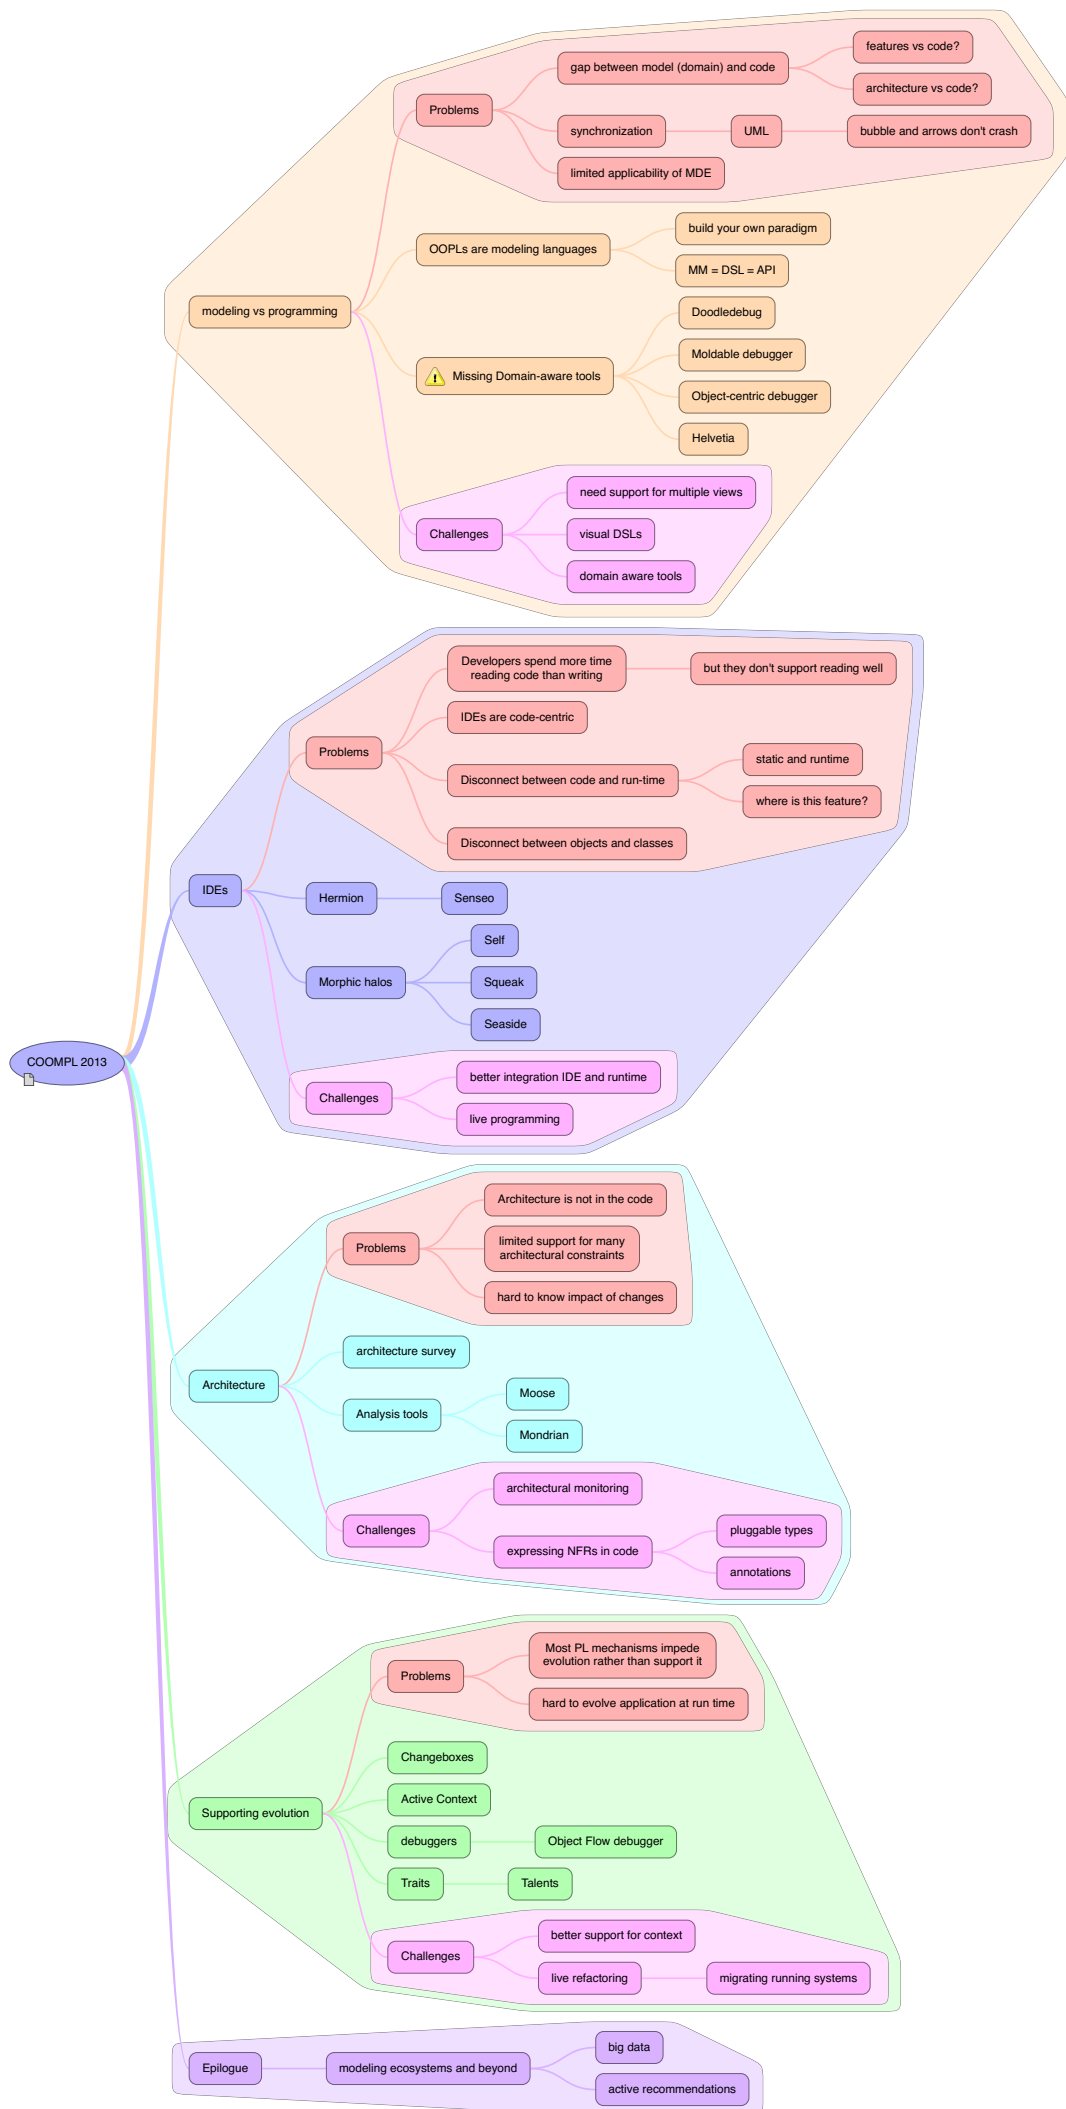 features vs code?
gap between model (domain) and code
architecture vs code?
Problems
synchronization
UML
bubble and arrows don't crash
limited applicability of MDE
build your own paradigm
OOPLs are modeling languages
MM = DSL = API
modeling vs programming
Doodledebug
Moldable debugger
Missing Domain-aware tools
Object-centric debugger
Helvetia
need support for multiple views
Challenges
visual DSLs
domain aware tools
Developers spend more time
reading code than writing
but they don't support reading well
IDEs are code-centric
Problems
static and runtime
Disconnect between code and run-time
where is this feature?
Disconnect between objects and classes
IDEs
Hermion
Senseo
Self
Morphic halos
Squeak
Seaside
COOMPL 2013
better integration IDE and runtime
Challenges
live programming
Architecture is not in the code
Problems
limited support for many
architectural constraints
hard to know impact of changes
architecture survey
Architecture
Moose
Analysis tools
Mondrian
architectural monitoring
Challenges
pluggable types
expressing NFRs in code
annotations
Most PL mechanisms impede
evolution rather than support it
Problems
hard to evolve application at run time
Changeboxes
Active Context
Supporting evolution
debuggers
Object Flow debugger
Traits
Talents
better support for context
Challenges
live refactoring
migrating running systems
big data
Epilogue
modeling ecosystems and beyond
active recommendations